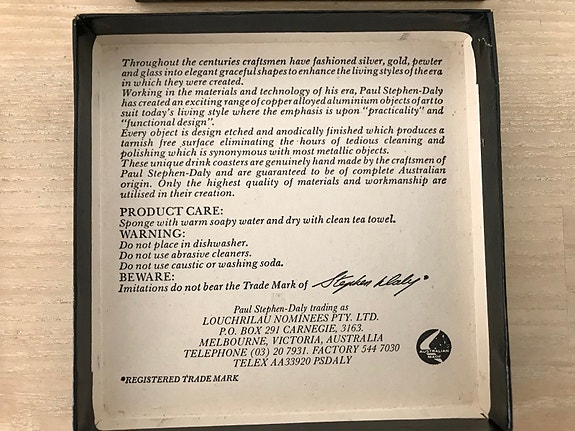 Throughout the centuries craftsmen have fashioned silver, gold, pewter
and glass into elegant graceful shapes to enhance the living styles of the era
in which they were created.
Working in the materials and technology of his era, Paul Stephen-Daly
has created an exciting range of copper alloyed aluminium objects of art to
suit today's living style where the emphasis is upon "practicality" and
"functional design".
Every object is design etched and anodically finished which produces a
tarnish free surface eliminating the hours of tedious cleaning and
polishing which is synonymous with most metallic objects.
These unique drink coasters are genuinely hand made by the craftsmen of
Paul Stephen-Daly and are guaranteed to be of complete Australian
origin. Only the highest quality of materials and workmanship are
utilised in their creation.
PRODUCT CARE:
Sponge with warm soapy water and dry with clean tea towel.
WARNING:
Do not place in dishwasher.
Do not use abrasive cleaners.
Do not use caustic or washing soda.
BEWARE:
Imitations do not bear the Trade Mark of Stephen Daly*
Paul Stephen-Daly trading as
LOUCHRILAU NOMINEES PTY. LTD.
P.O. BOX 291 CARNEGIE, 3163.
MELBOURNE, VICTORIA, AUSTRALIA
TELEPHONE (03) 20 7931. FACTORY 544 7030
TELEX AA33920 PSDALY
AUSTRALIAN
MADE
*REGISTERED TRADE MARK